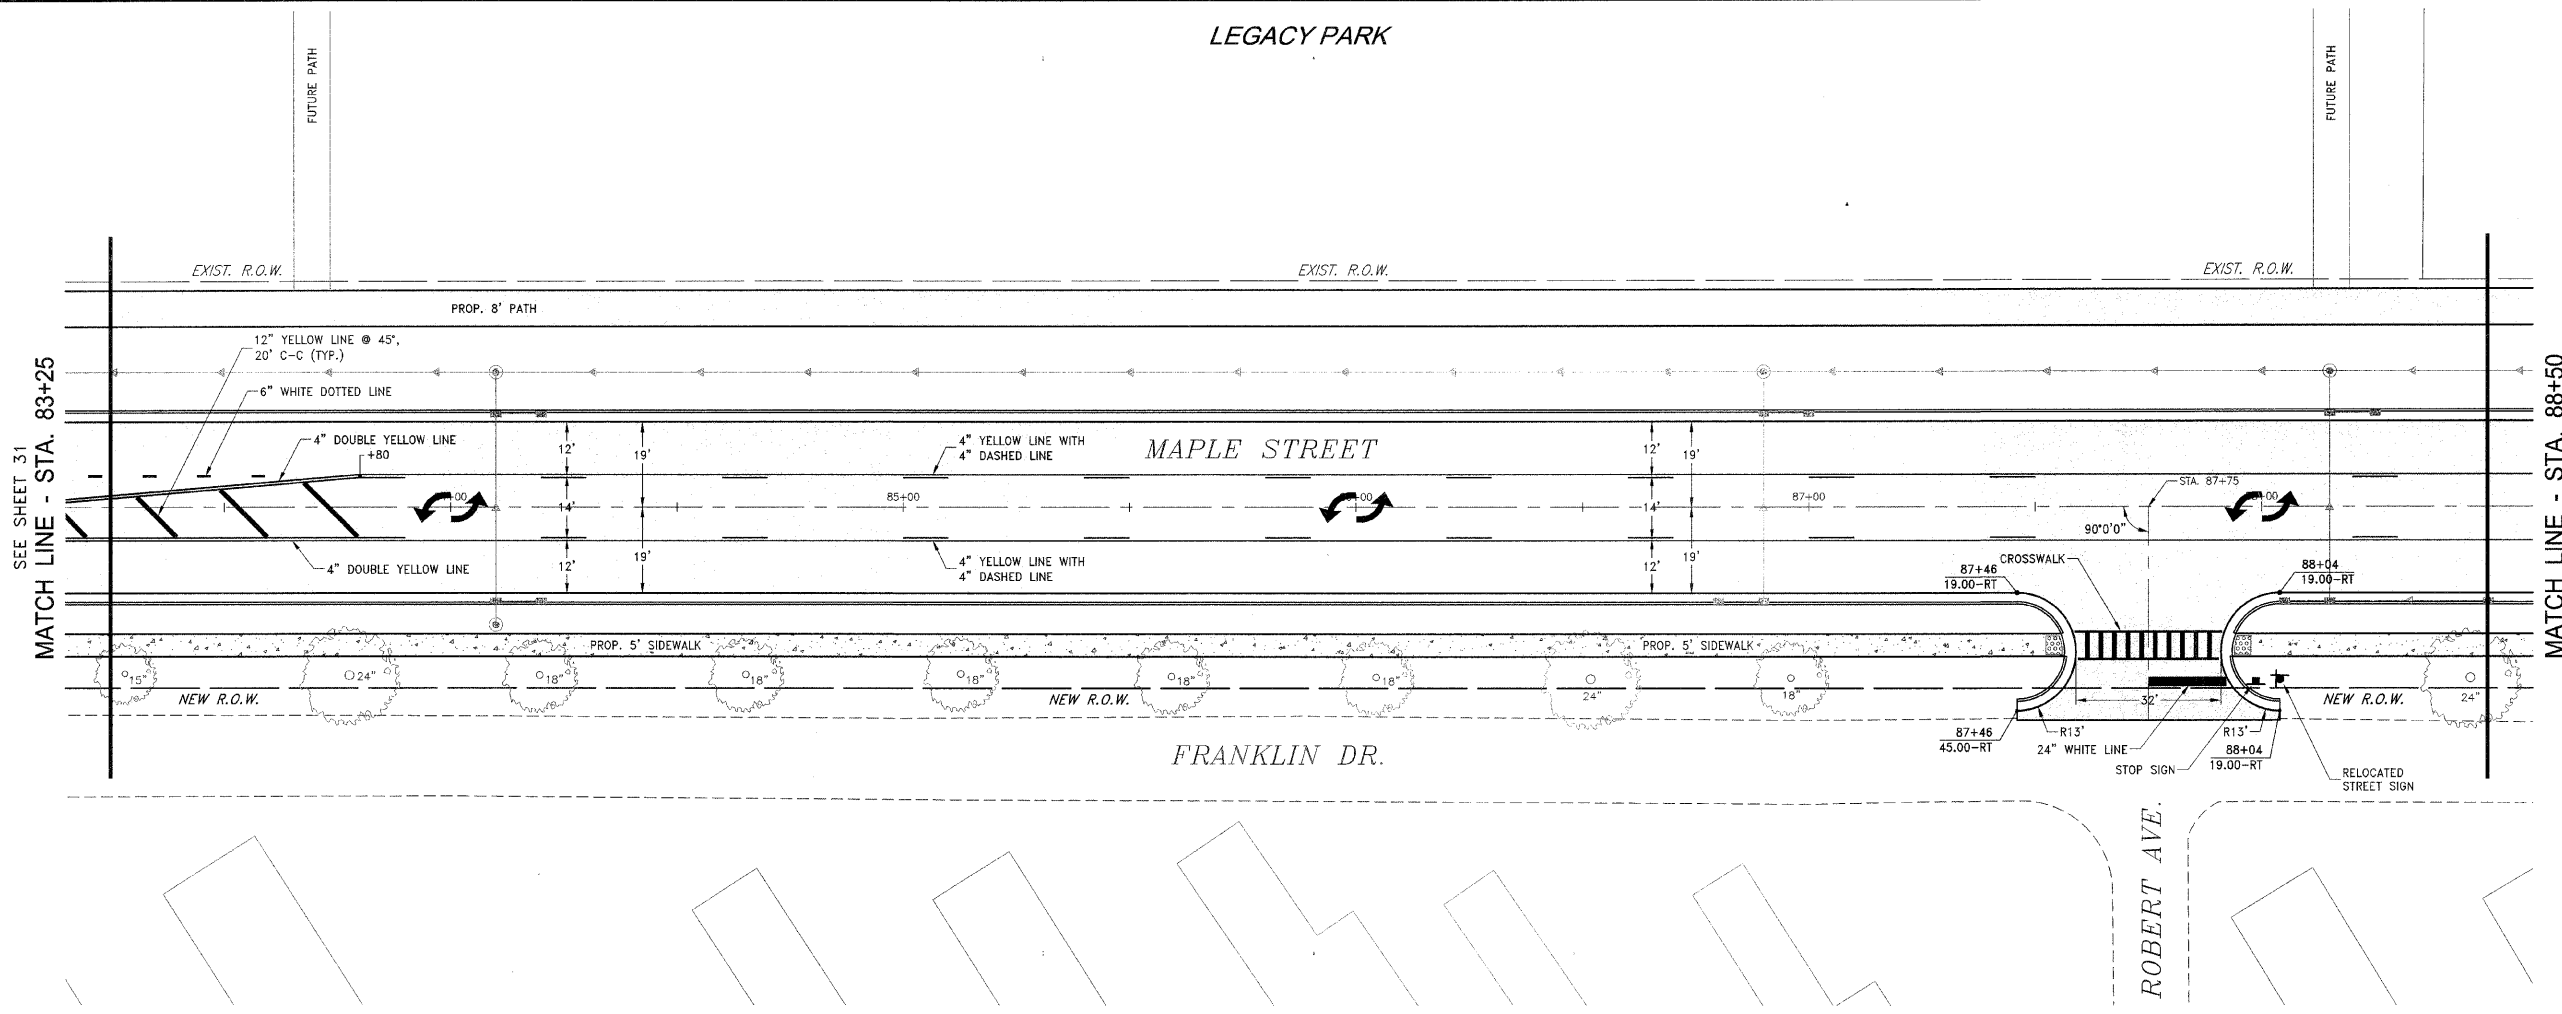 LEGACY PARK
FUTURE PATH
FUTURE PATH
EXIST. R.O.W.
EXIST. R.O.W.
EXIST. R.O.W.
PROP. 8' PATH
12" YELLOW LINE @ 45°,
20' C-C (TYP.)
6" WHITE DOTTED LINE
4" DOUBLE YELLOW LINE
+80
SEE SHEET 31
MATCH LINE - STA. 83+25
MATCH LINE - STA. 88+50
12'
19'
4" YELLOW LINE WITH
4" DASHED LINE
MAPLE STREET
12'
19'
14'
85+00
14'
87+00
STA. 87+75
90°0'0"
4" DOUBLE YELLOW LINE
12'
19'
4" YELLOW LINE WITH
4" DASHED LINE
12'
19'
CROSSWALK
87+46
19.00-RT
88+04
19.00-RT
PROP. 5' SIDEWALK
PROP. 5' SIDEWALK
15"
24"
18"
18"
18"
18"
18"
24"
18"
24"
NEW R.O.W.
NEW R.O.W.
NEW R.O.W.
32'
87+46
45.00-RT
R13'
24" WHITE LINE
STOP SIGN
R13'
88+04
19.00-RT
RELOCATED
STREET SIGN
FRANKLIN DR.
ROBERT AVE.